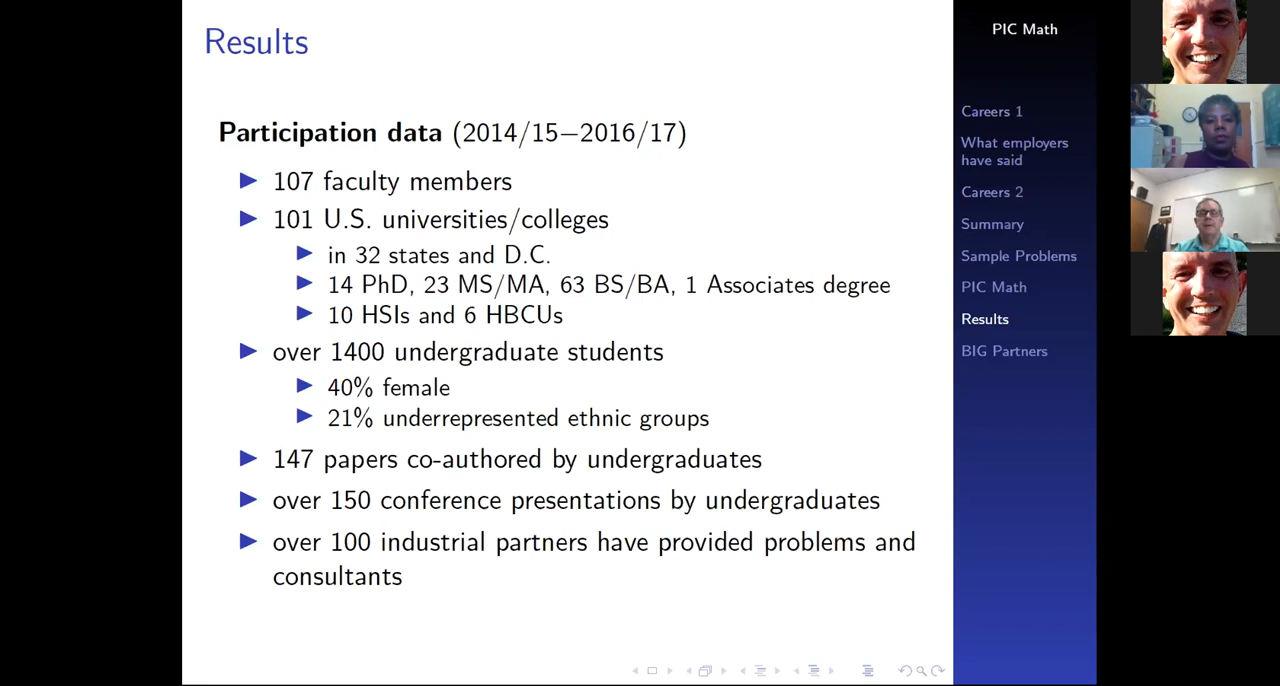 Results
Participation data (2014/15−2016/17)
107 faculty members
101 U.S. universities/colleges
in 32 states and D.C.
14 PhD, 23 MS/MA, 63 BS/BA, 1 Associates degree
10 HSIs and 6 HBCUs
over 1400 undergraduate students
40% female
21% underrepresented ethnic groups
147 papers co-authored by undergraduates
over 150 conference presentations by undergraduates
over 100 industrial partners have provided problems and
consultants
PIC Math
Careers 1
What employers
have said
Careers 2
Summary
Sample Problems
PIC Math
Results
BIG Partners